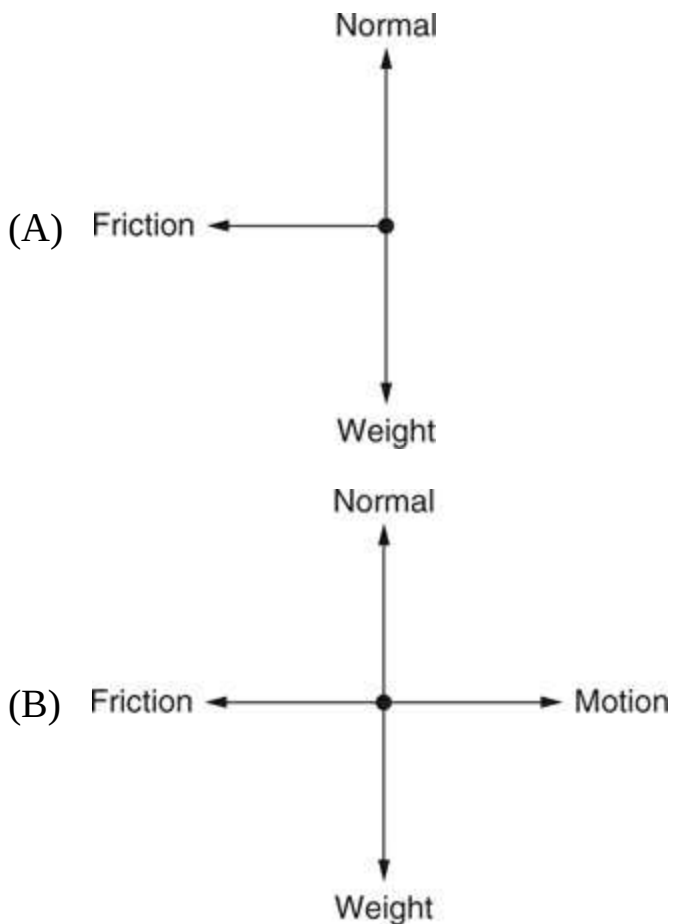 Normal
(A) Friction
Weight
Normal
(B) Friction Motion
Weight